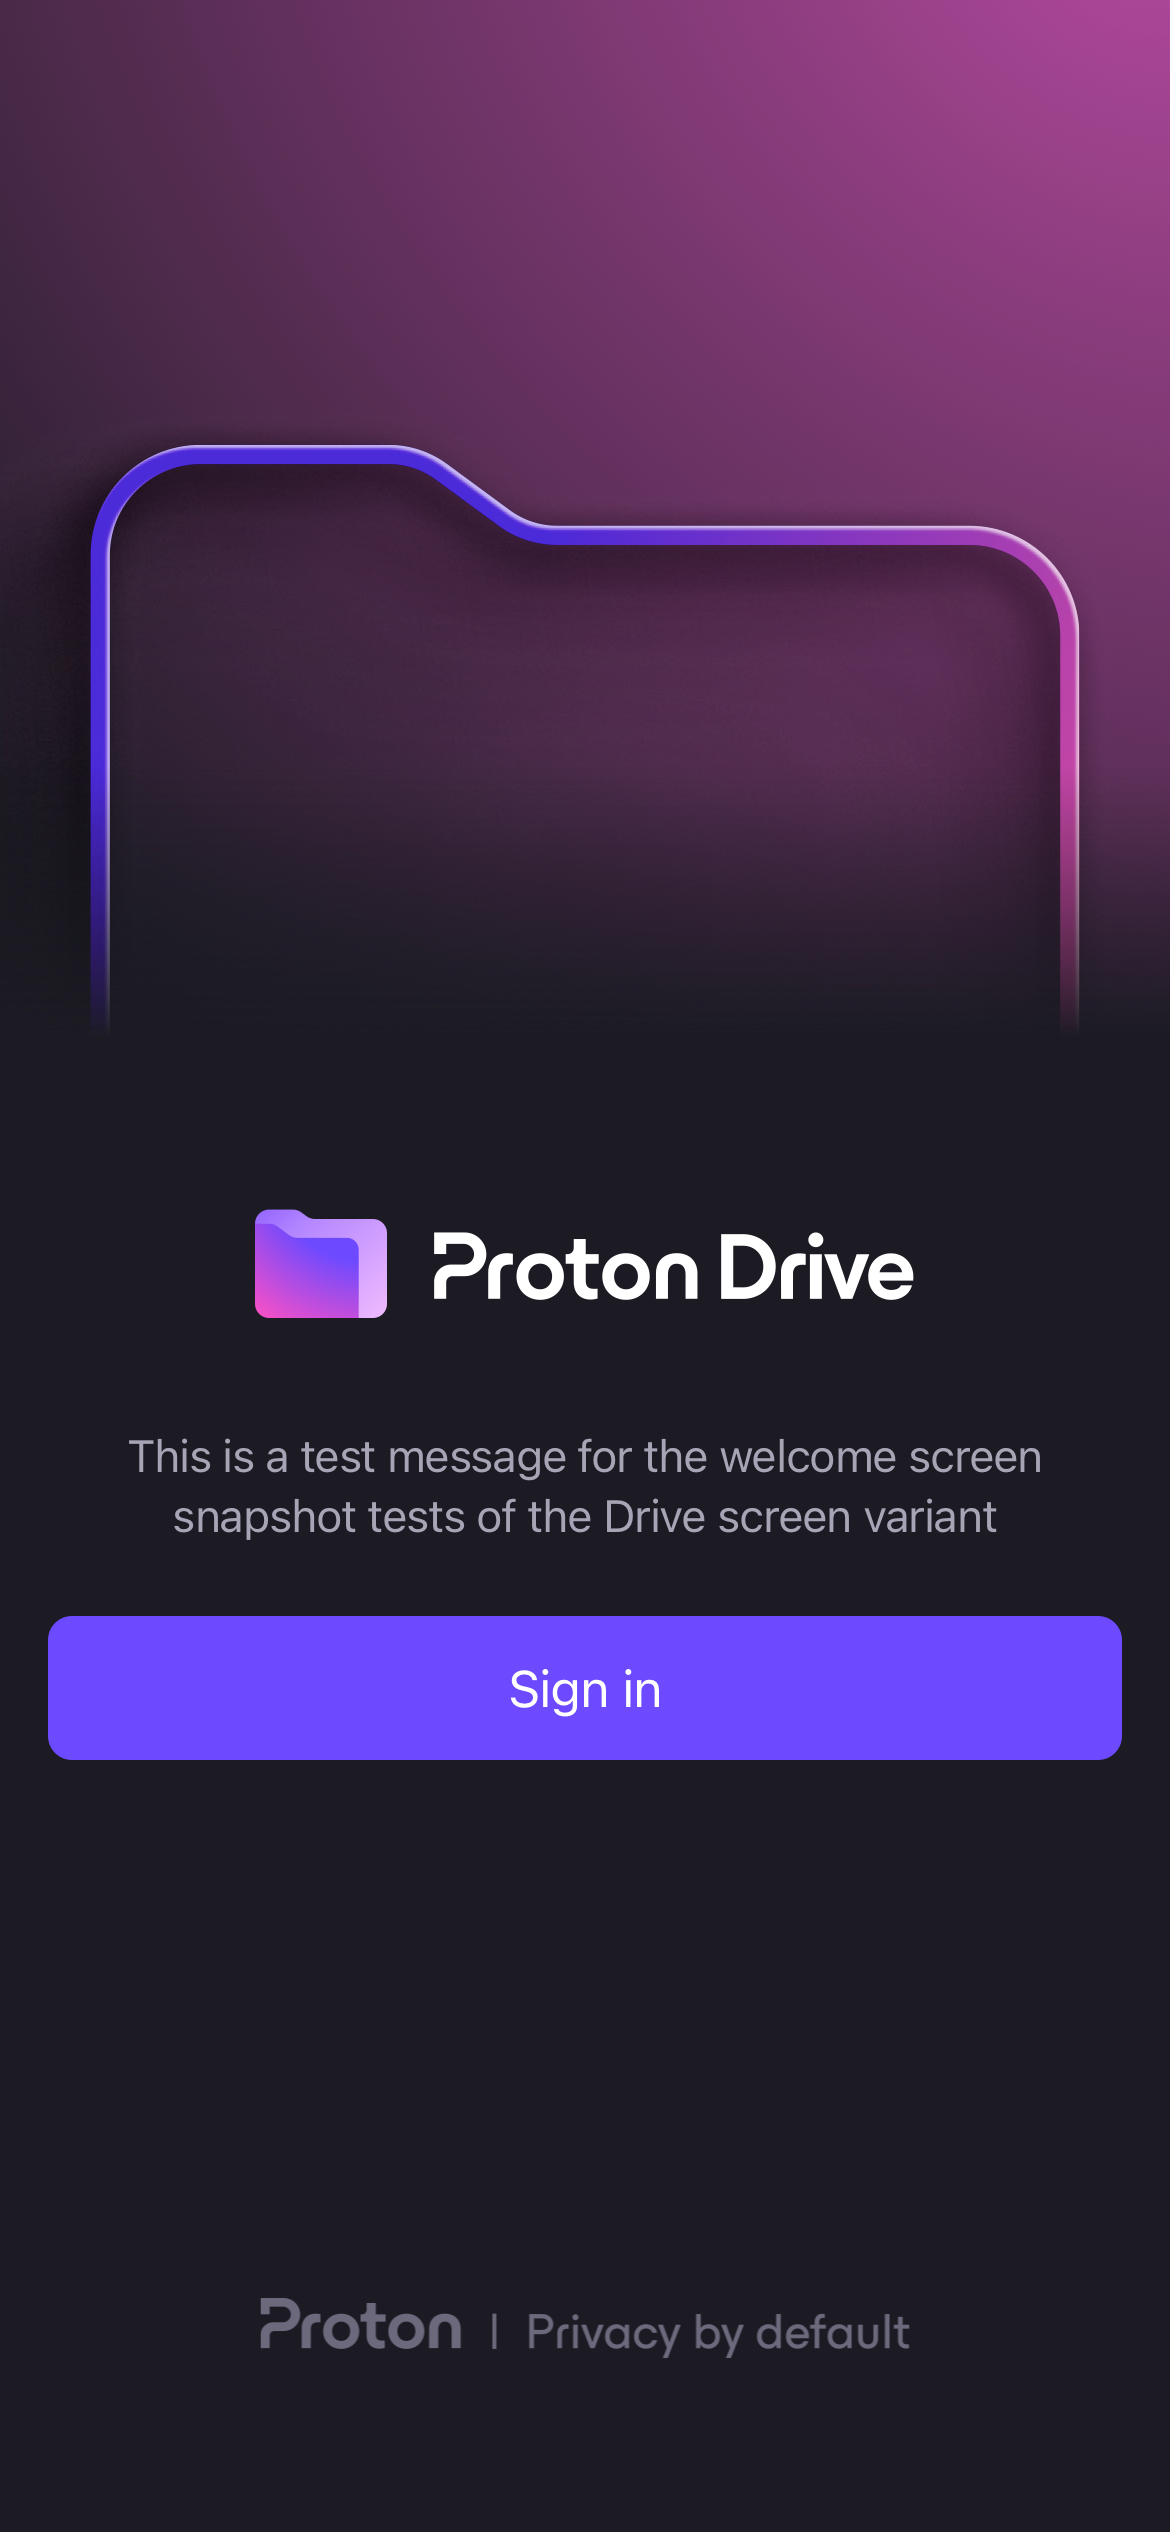 Proton Drive
This is a test message for the welcome screen
snapshot tests of the Drive screen variant
Sign in
Proton | Privacy by default